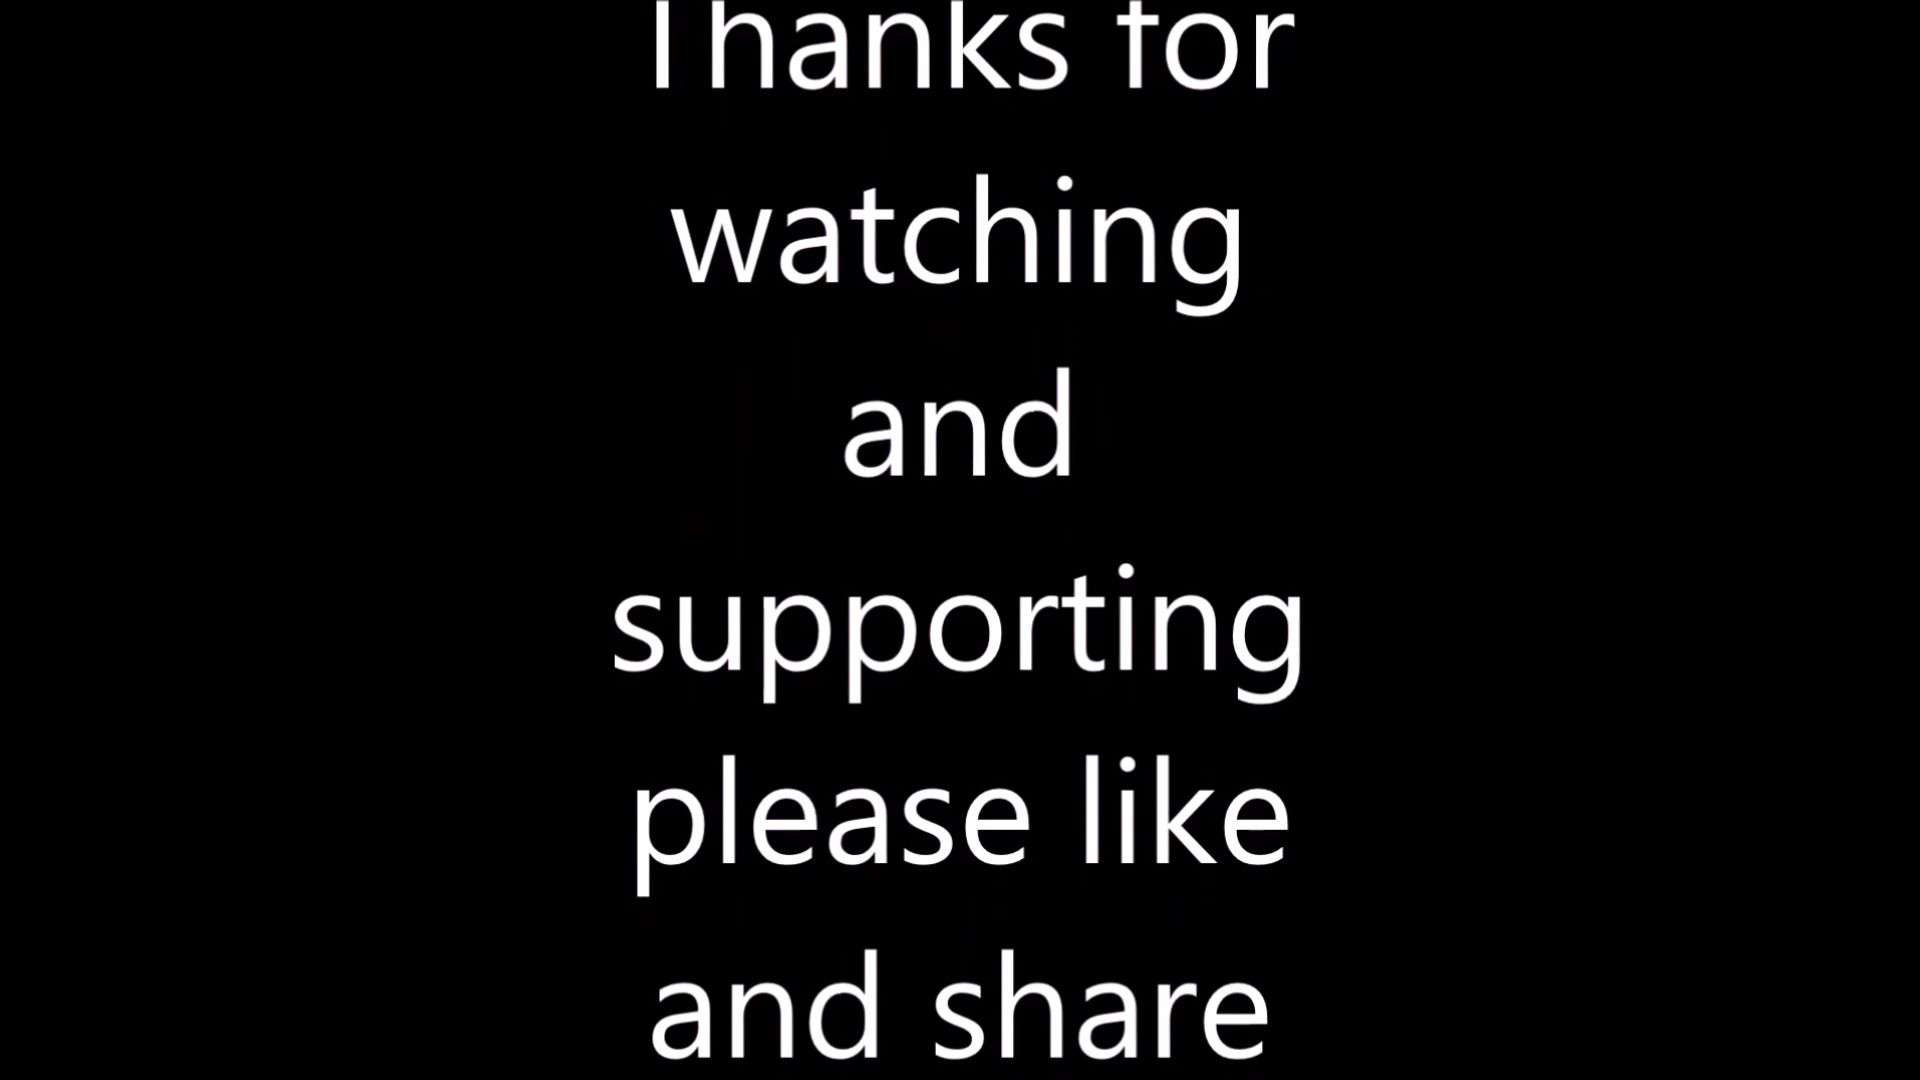 Thanks for
watching
and
supporting
please like
and share